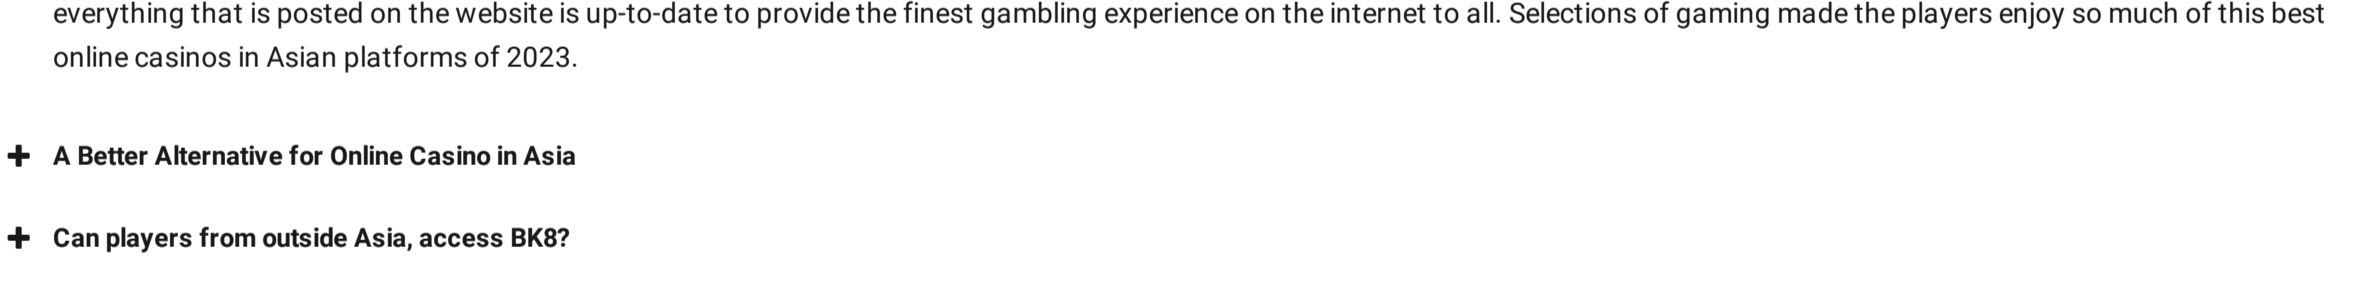 everything that is posted on the website is up-to-date to provide the finest gambling experience on the internet to all. Selections of gaming made the players enjoy so much of this best
online casinos in Asian platforms of 2023.
A Better Alternative for Online Casino in Asia
Can players from outside Asia, access BK8?